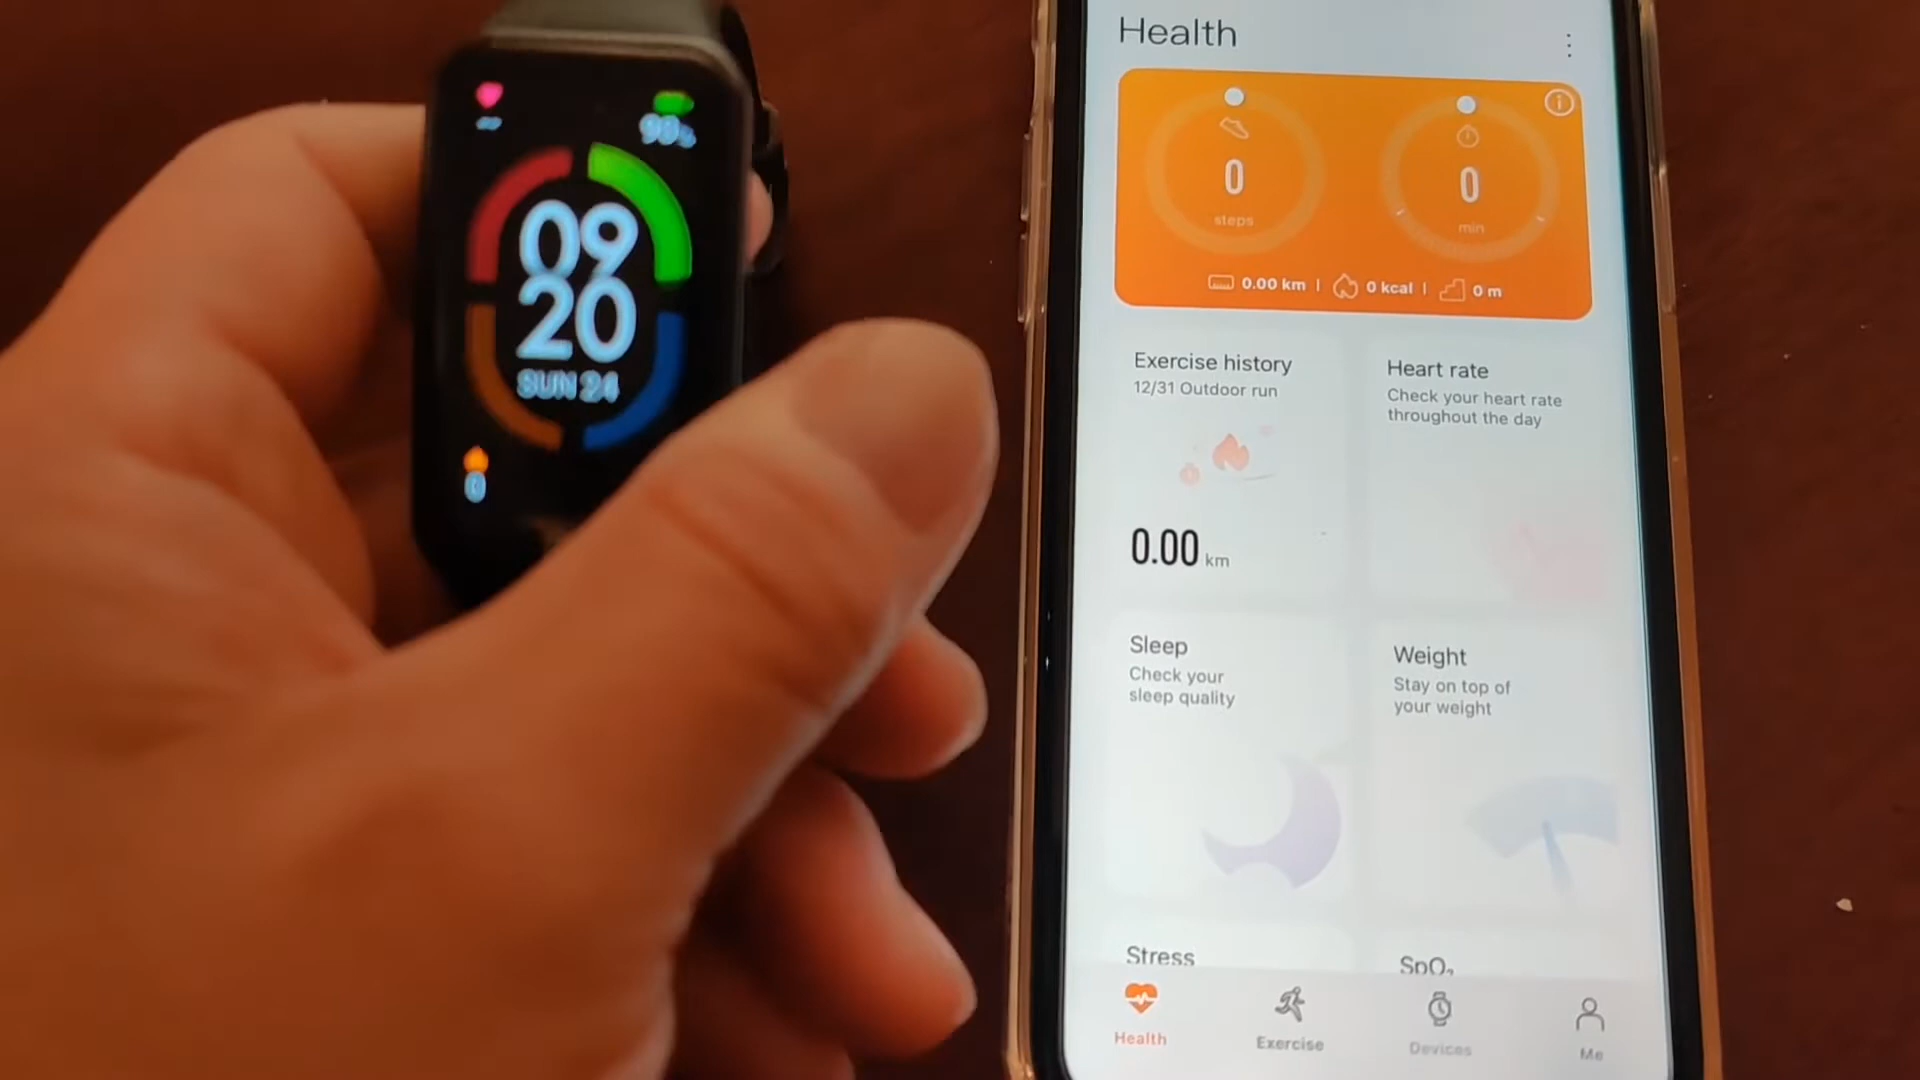 09
20
SUN 24
0
Health
0
steps
0
min
0.00 km | 0 kcal | 0 m
Exercise history
12/31 Outdoor run
0.00 km
Heart rate
Check your heart rate
throughout the day
Sleep
Check your
sleep quality
Weight
Stay on top of
your weight
Stress
SpO₂
Health
Exercise
Devices
Me